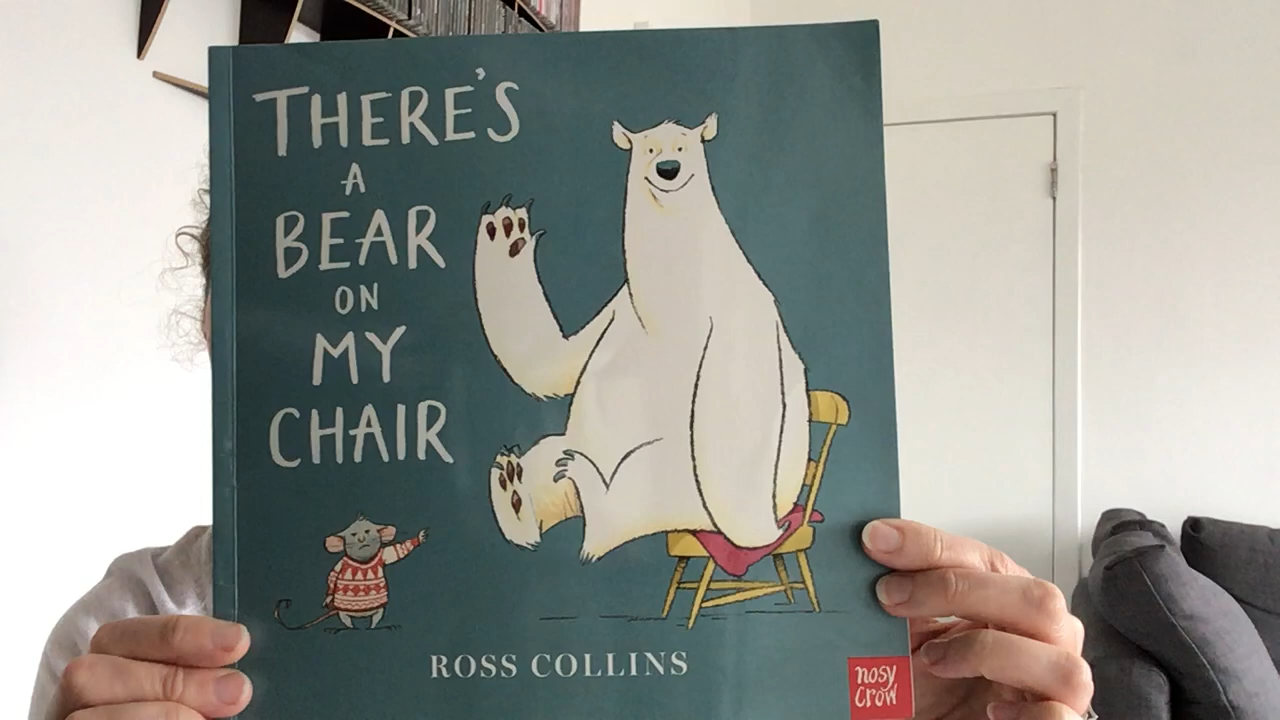 THERE'S
A
BEAR
ON
MY
CHAIR
ROSS COLLINS
nosy
crow